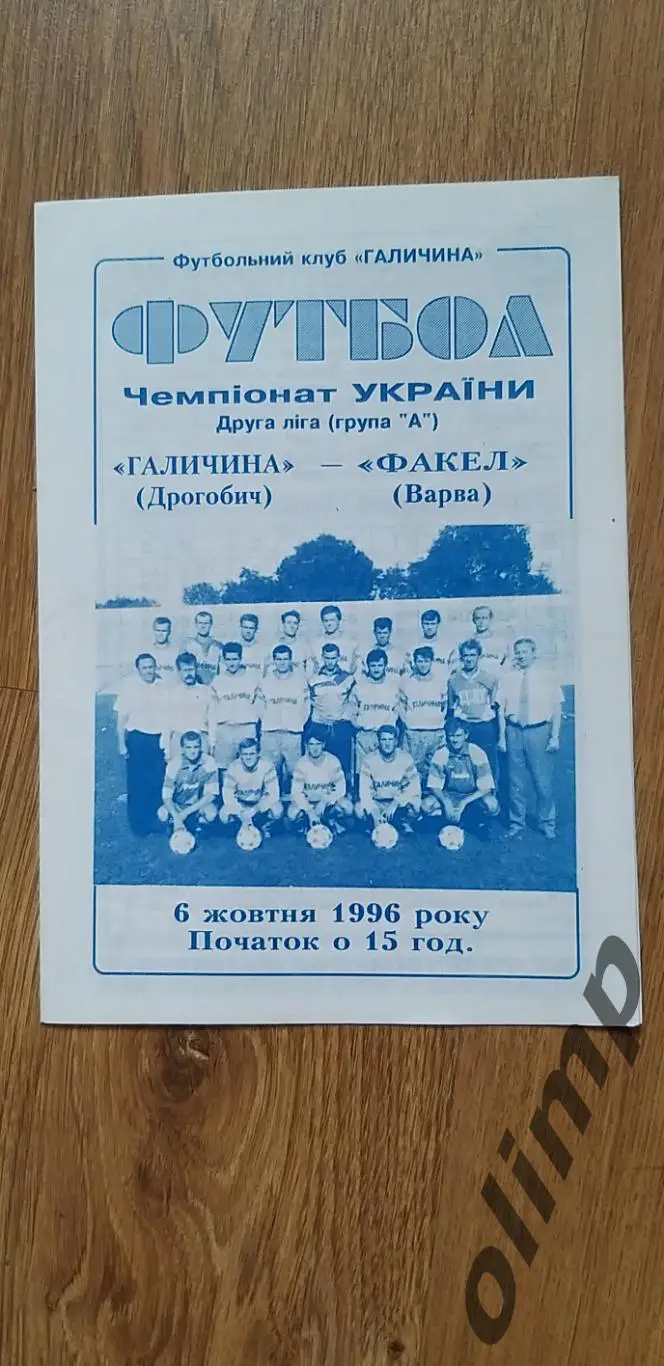 Футбольний клуб «ГАЛИЧИНА»
ФУТБОЛ
Чемпіонат УКРАЇНИ
Друга ліга (група "А")
«ГАЛИЧИНА» — «ФАКЕЛ»
(Дрогобич) (Варва)
6 жовтня 1996 року
Початок о 15 год.
olimp